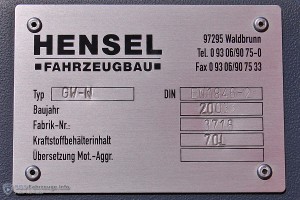 HENSEL
FAHRZEUGBAU
97295 Waldbrunn
Tel. 0 93 06/90 75-0
Fax 0 93 06/90 75 33
Typ GW-W DIN
Baujahr
Fabrik-Nr.:
Kraftstoffbehälterinhalt 70L
Übersetzung Mot.-Aggr.